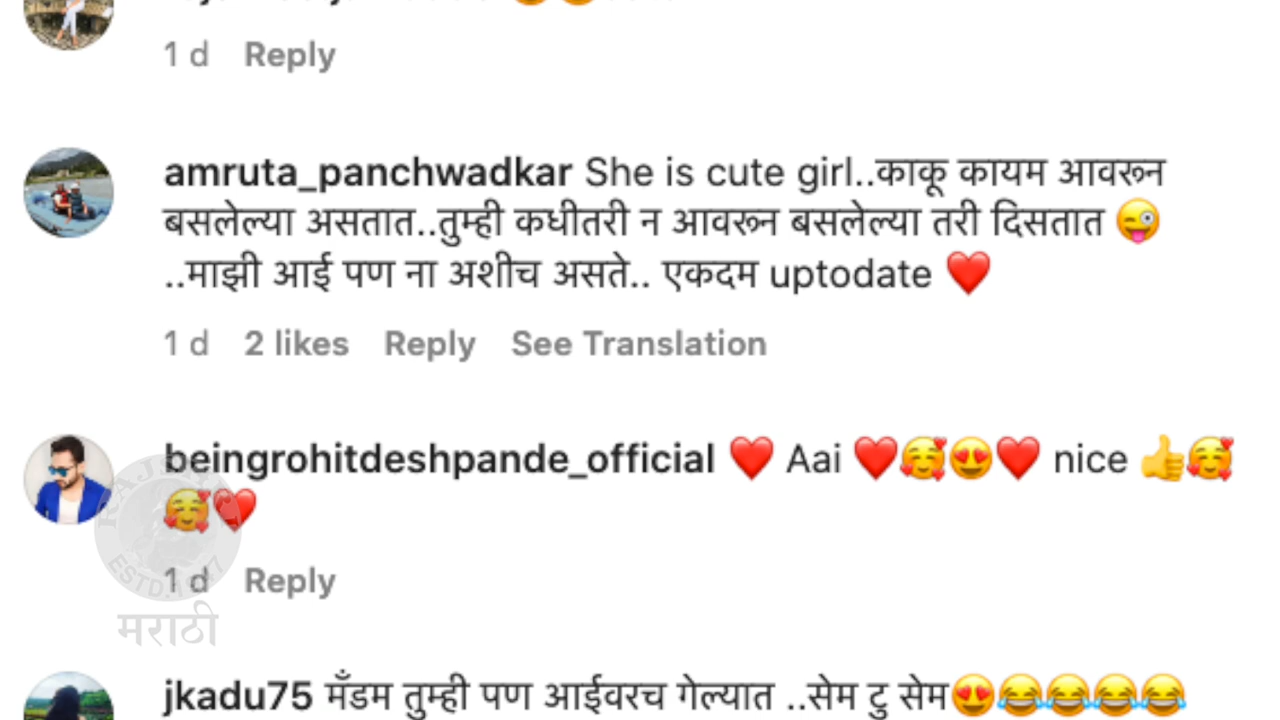 1 d Reply
amruta_panchwadkar She is cute girl..काकू कायम आवरून
बसलेल्या असतात..तुम्ही कधीतरी न आवरून बसलेल्या तरी दिसतात 😜
..माझी आई पण ना अशीच असते.. एकदम uptodate ❤️
1 d 2 likes Reply See Translation
beingrohitdeshpande_official ❤️ Aai ❤️🥰😍❤️ nice 👍🥰
🥰❤️
1 d Reply
ESTD.1947
मराठी
jkadu75 मँडम तुम्ही पण आईवरच गेल्यात ..सेम टु सेम😍😂😂😂😂